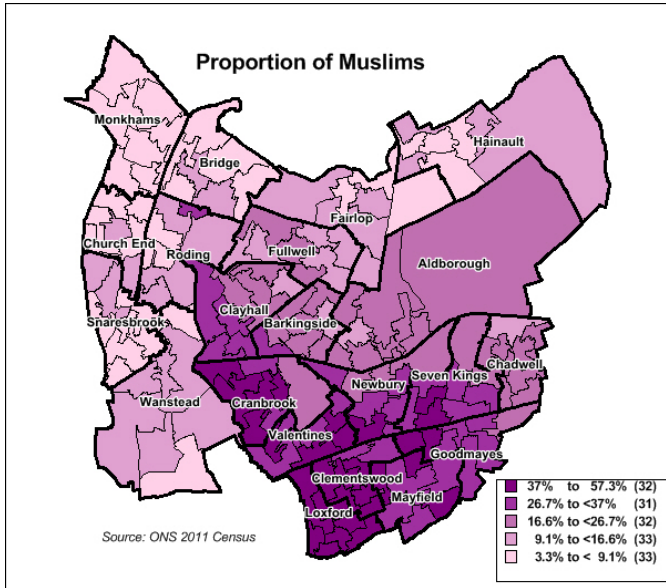 Proportion of Muslims
Monkhams
Bridge
Hainault
Church End
Roding
Fairlop
Fullwell
Aldborough
Snaresbrook
Clayhall
Barkingside
Wanstead
Cranbrook
Newbury
Seven Kings
Chadwell
Valentines
Goodmayes
Clementswood
Mayfield
Loxford
37% to 57.3% (32)
26.7% to <37% (31)
16.6% to <26.7% (32)
9.1% to <16.6% (33)
3.3% to < 9.1% (33)
Source: ONS 2011 Census